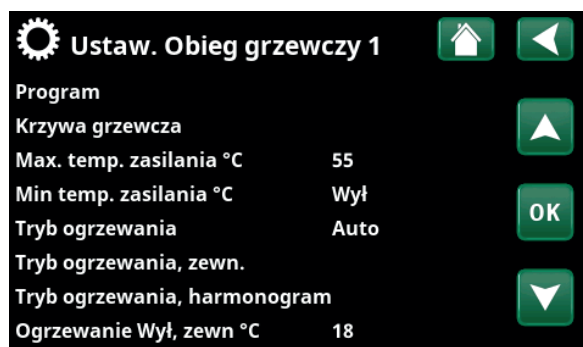 Ustaw. Obieg grzewczy 1
Program
Krzywa grzewcza
Max. temp. zasilania °C 55
Min temp. zasilania °C Wył
OK
Tryb ogrzewania Auto
Tryb ogrzewania, zewn.
Tryb ogrzewania, harmonogram
Ogrzewanie Wył, zewn °C 18